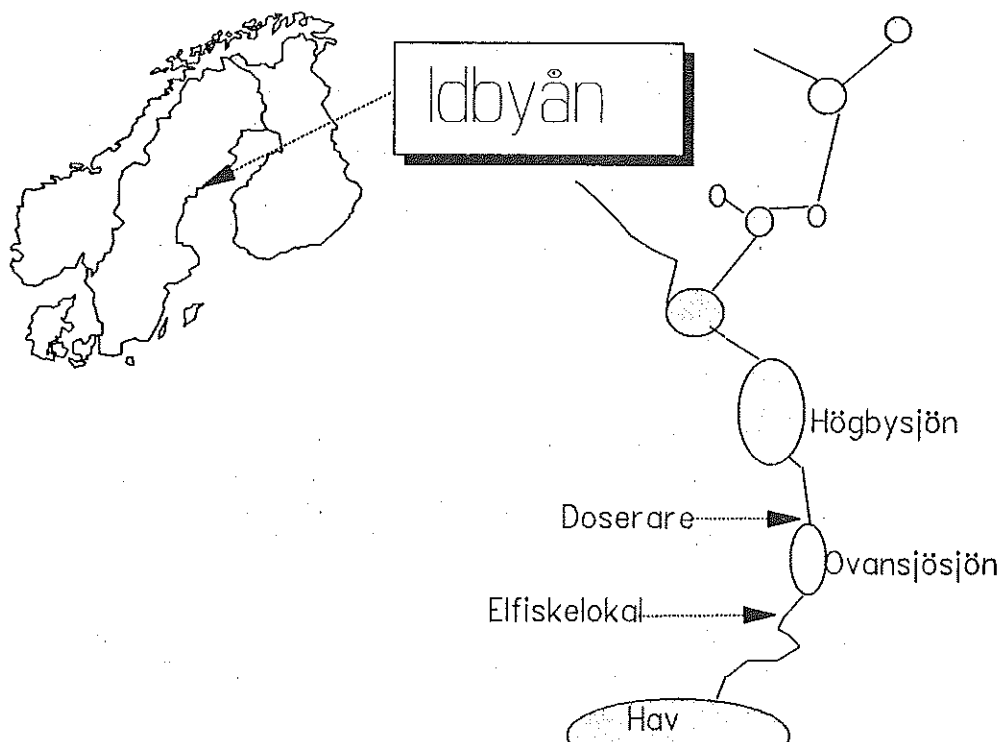 Idbyån
Högbysjön
Doserare
Ovansjösjön
Elfiskelokal
Hav